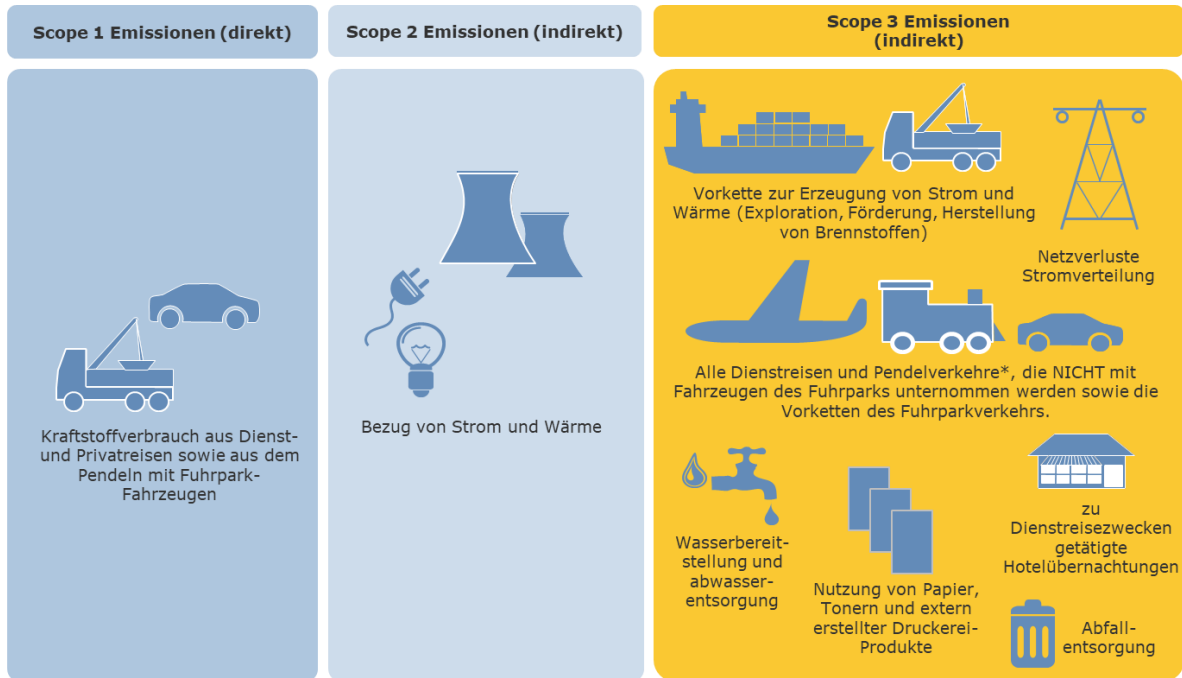 Scope 1 Emissionen (direkt)
Scope 2 Emissionen (indirekt)
Scope 3 Emissionen
(indirekt)
Kraftstoffverbrauch aus Dienst-
und Privatreisen sowie aus dem
Pendeln mit Fuhrpark-
Fahrzeugen
Bezug von Strom und Wärme
Vorkette zur Erzeugung von Strom und
Wärme (Exploration, Förderung, Herstellung
von Brennstoffen)
Netzverluste
Stromverteilung
Alle Dienstreisen und Pendelverkehre*, die NICHT mit
Fahrzeugen des Fuhrparks unternommen werden sowie die
Vorketten des Fuhrparkverkehrs.
Wasserbereit-
stellung und
abwasser-
entsorgung
Nutzung von Papier,
Tonern und extern
erstellter Druckerei-
Produkte
zu
Dienstreisezwecken
getätigte
Hotelübernachtungen
Abfall-
entsorgung